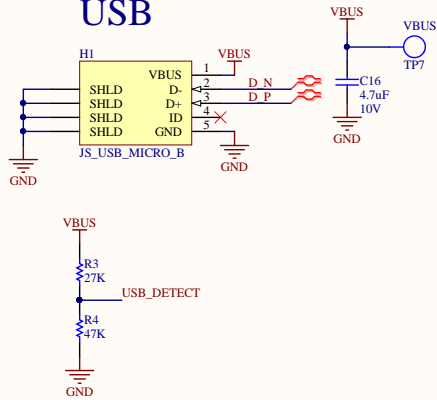 USB
VBUS
VBUS
TP7
C16
4.7uF
10V
GND
H1
VBUS
VBUS 1
SHLD D- 2 D_N
SHLD D+ 3 D_P
SHLD ID 4
SHLD GND 5
JS_USB_MICRO_B
GND
GND
VBUS
R3
27K
USB_DETECT
R4
47K
GND